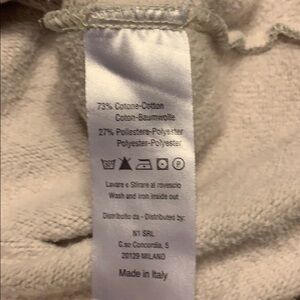 73% Cotone-Cotton
Coton-Baumwolle
27% Poliestere-Polyester
Polyester-Polyester
Lavare e Stirare al rovescio
Wash and iron inside out
Distribuito da - Distributed by:
N1 SRL
C.so Concordia, 5
20129 MILANO
Made in Italy